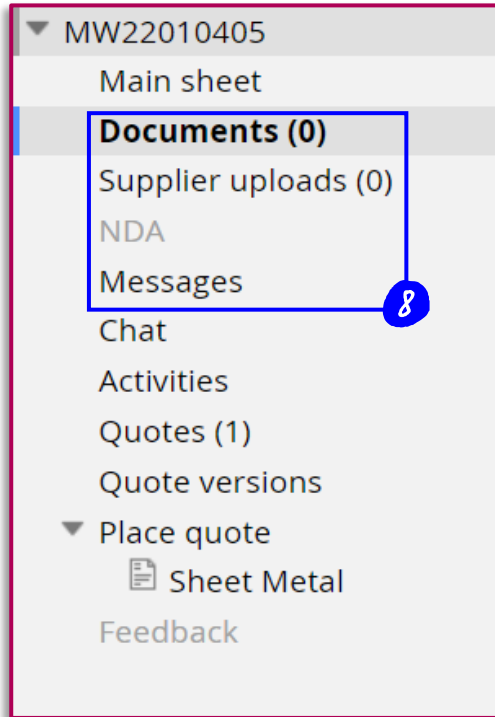 MW22010405
Main sheet
Documents (0)
Supplier uploads (0)
NDA
Messages
8
Chat
Activities
Quotes (1)
Quote versions
Place quote
Sheet Metal
Feedback